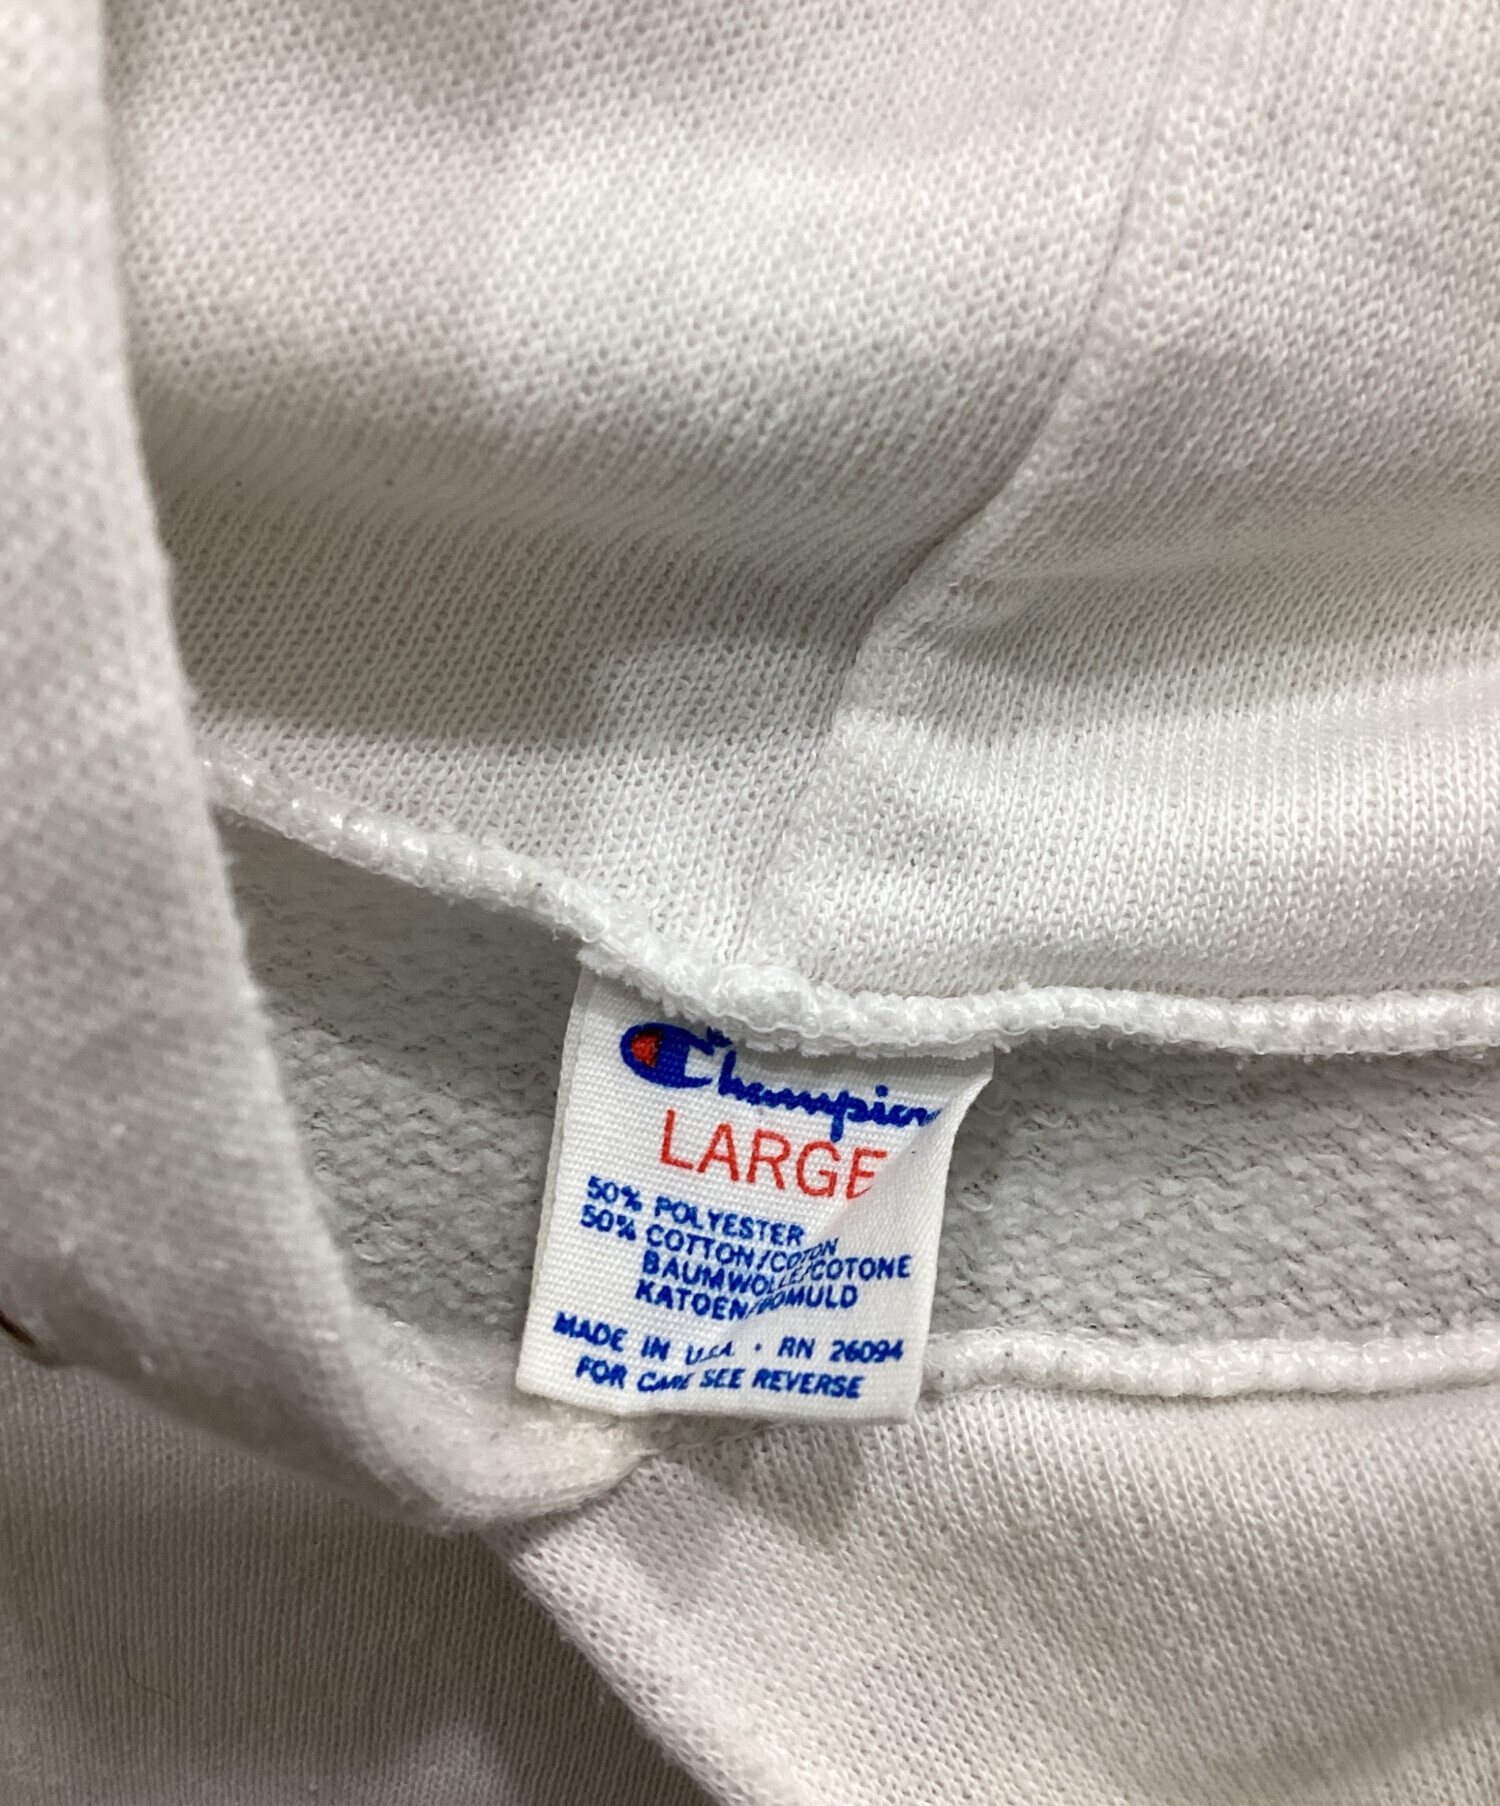 Champion
LARGE
50% POLYESTER
50% COTTON/COTON
BAUMWOLLE/COTONE
KATOEN/BOMULD
MADE IN U.S.A. · RN 26094
FOR CARE SEE REVERSE